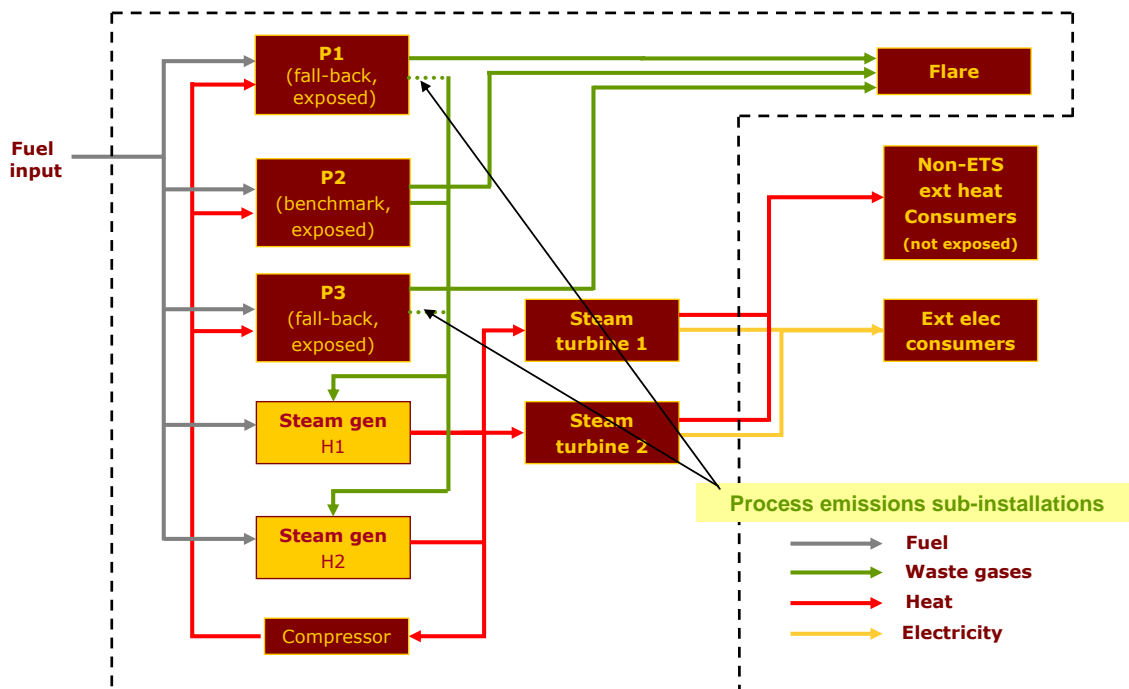 P1
(fall-back,
exposed)
Flare
Fuel
input
P2
(benchmark,
exposed)
Non-ETS
ext heat
Consumers
(not exposed)
P3
(fall-back,
exposed)
Steam
turbine 1
Ext elec
consumers
Steam gen
H1
Steam
turbine 2
Process emissions sub-installations
Steam gen
H2
Fuel
Waste gases
Heat
Electricity
Compressor